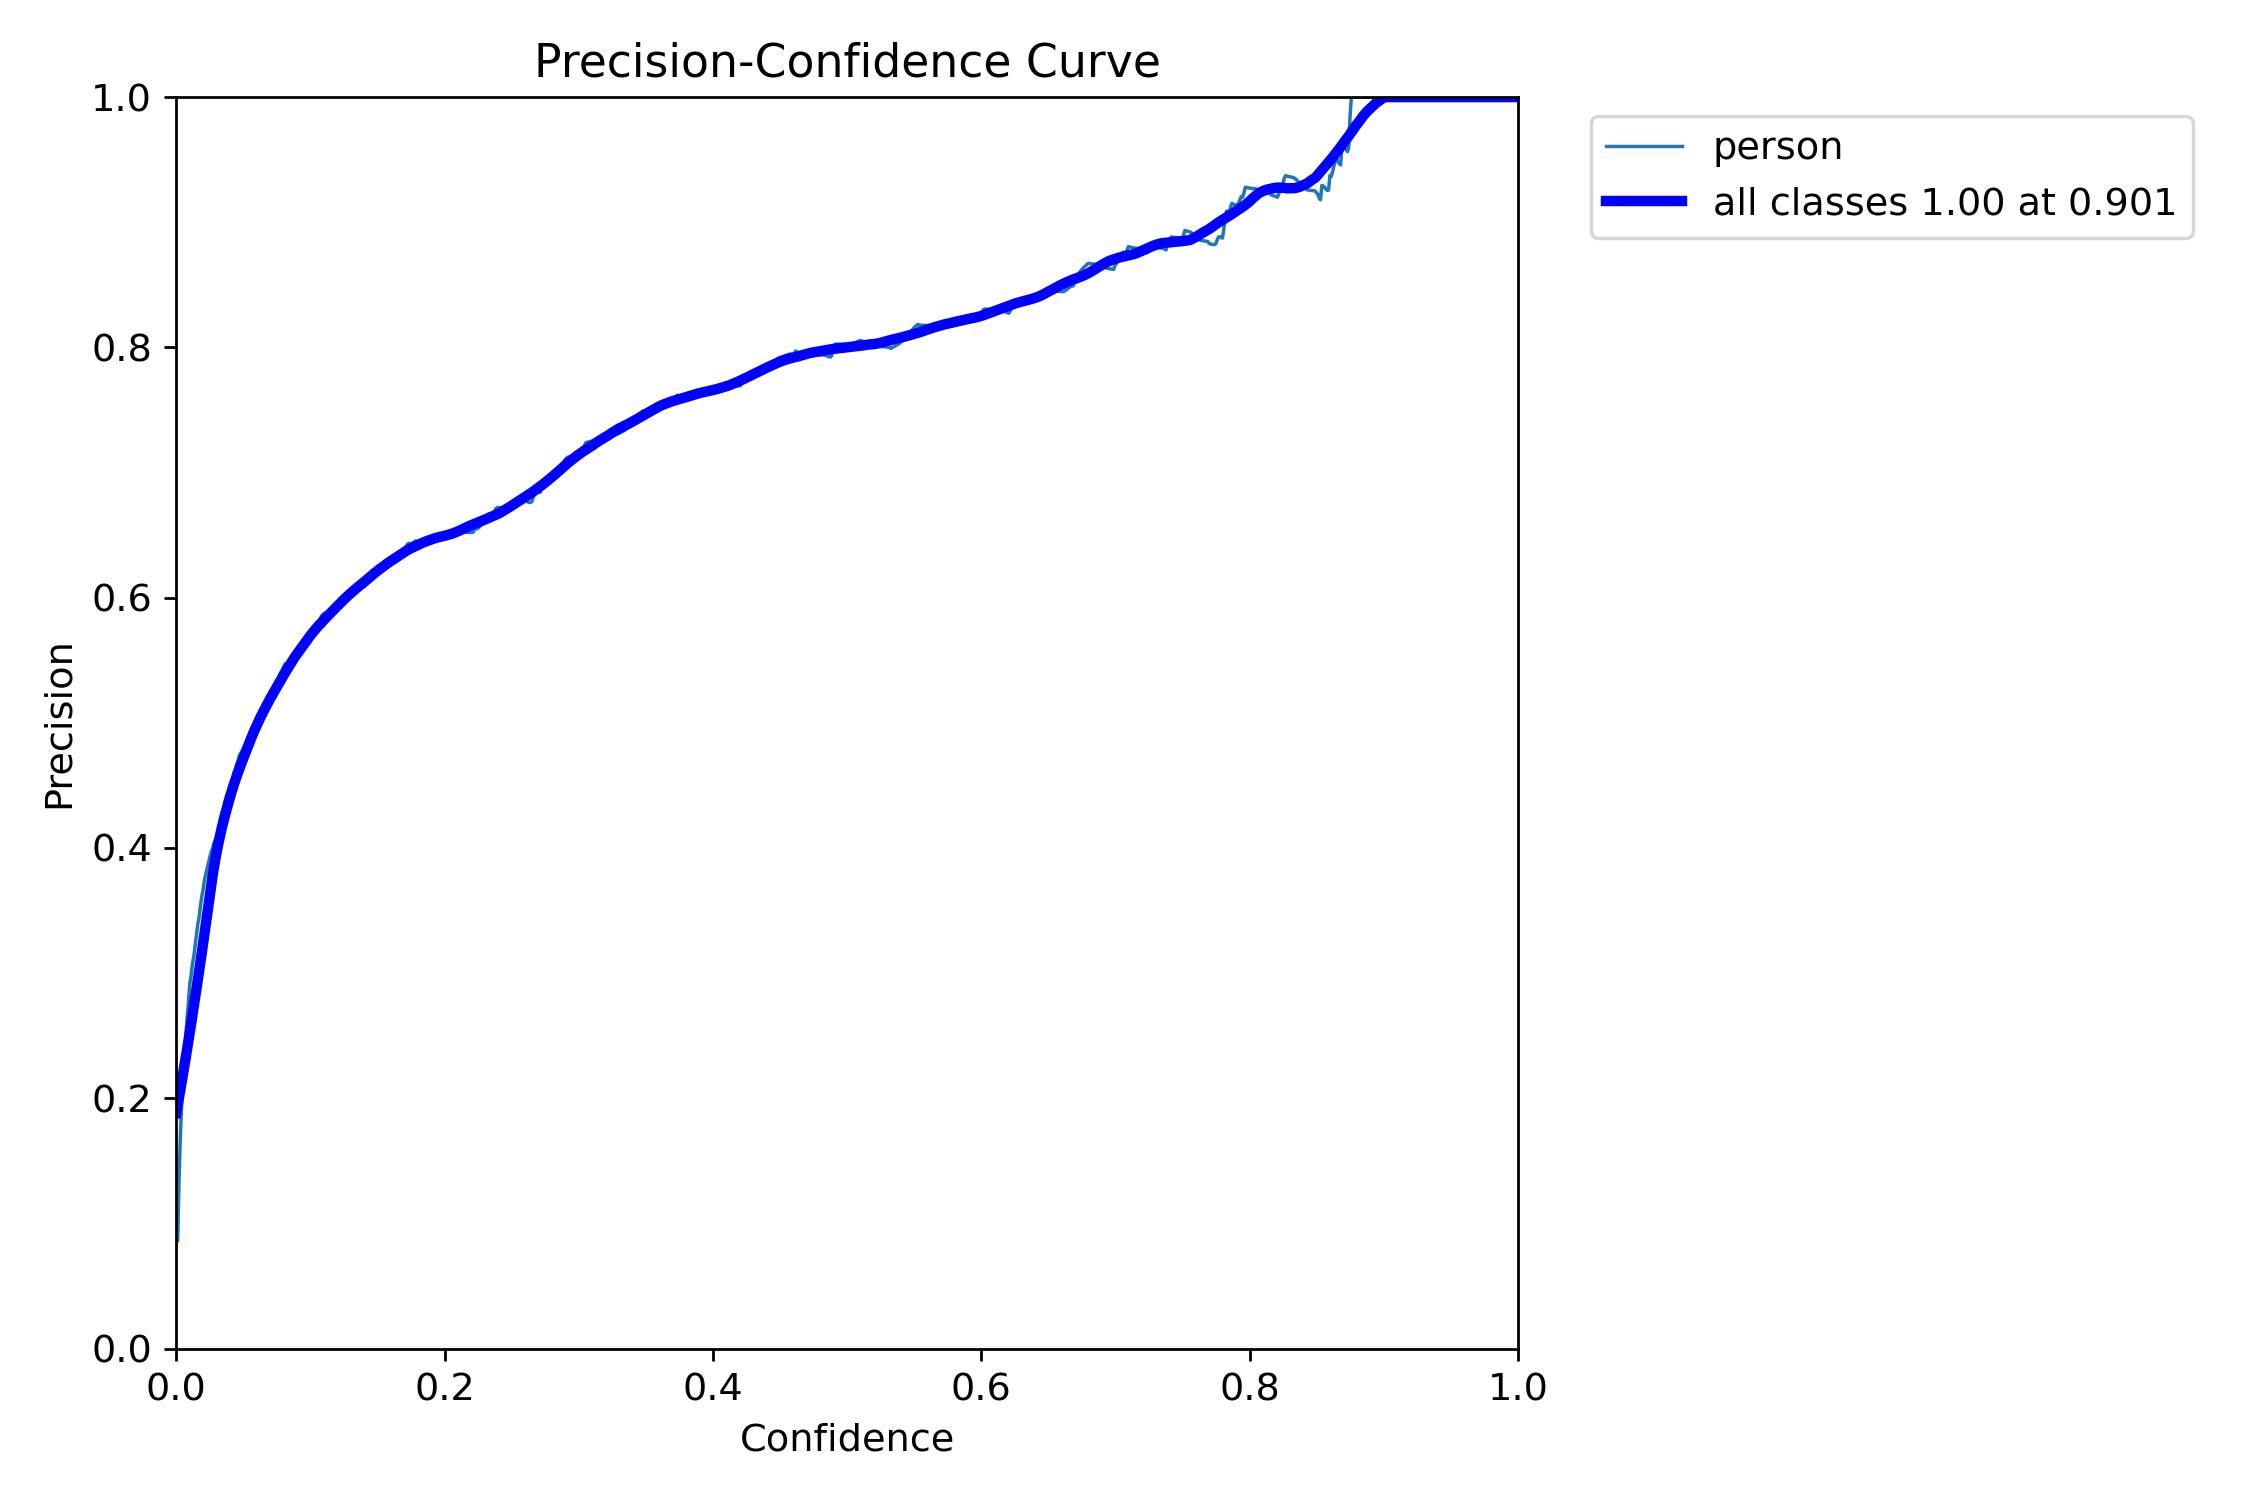 Precision-Confidence Curve
person
all classes 1.00 at 0.901
Precision
1.0
0.8
0.6
0.4
0.2
0.0
0.0 0.2 0.4 0.6 0.8 1.0
Confidence